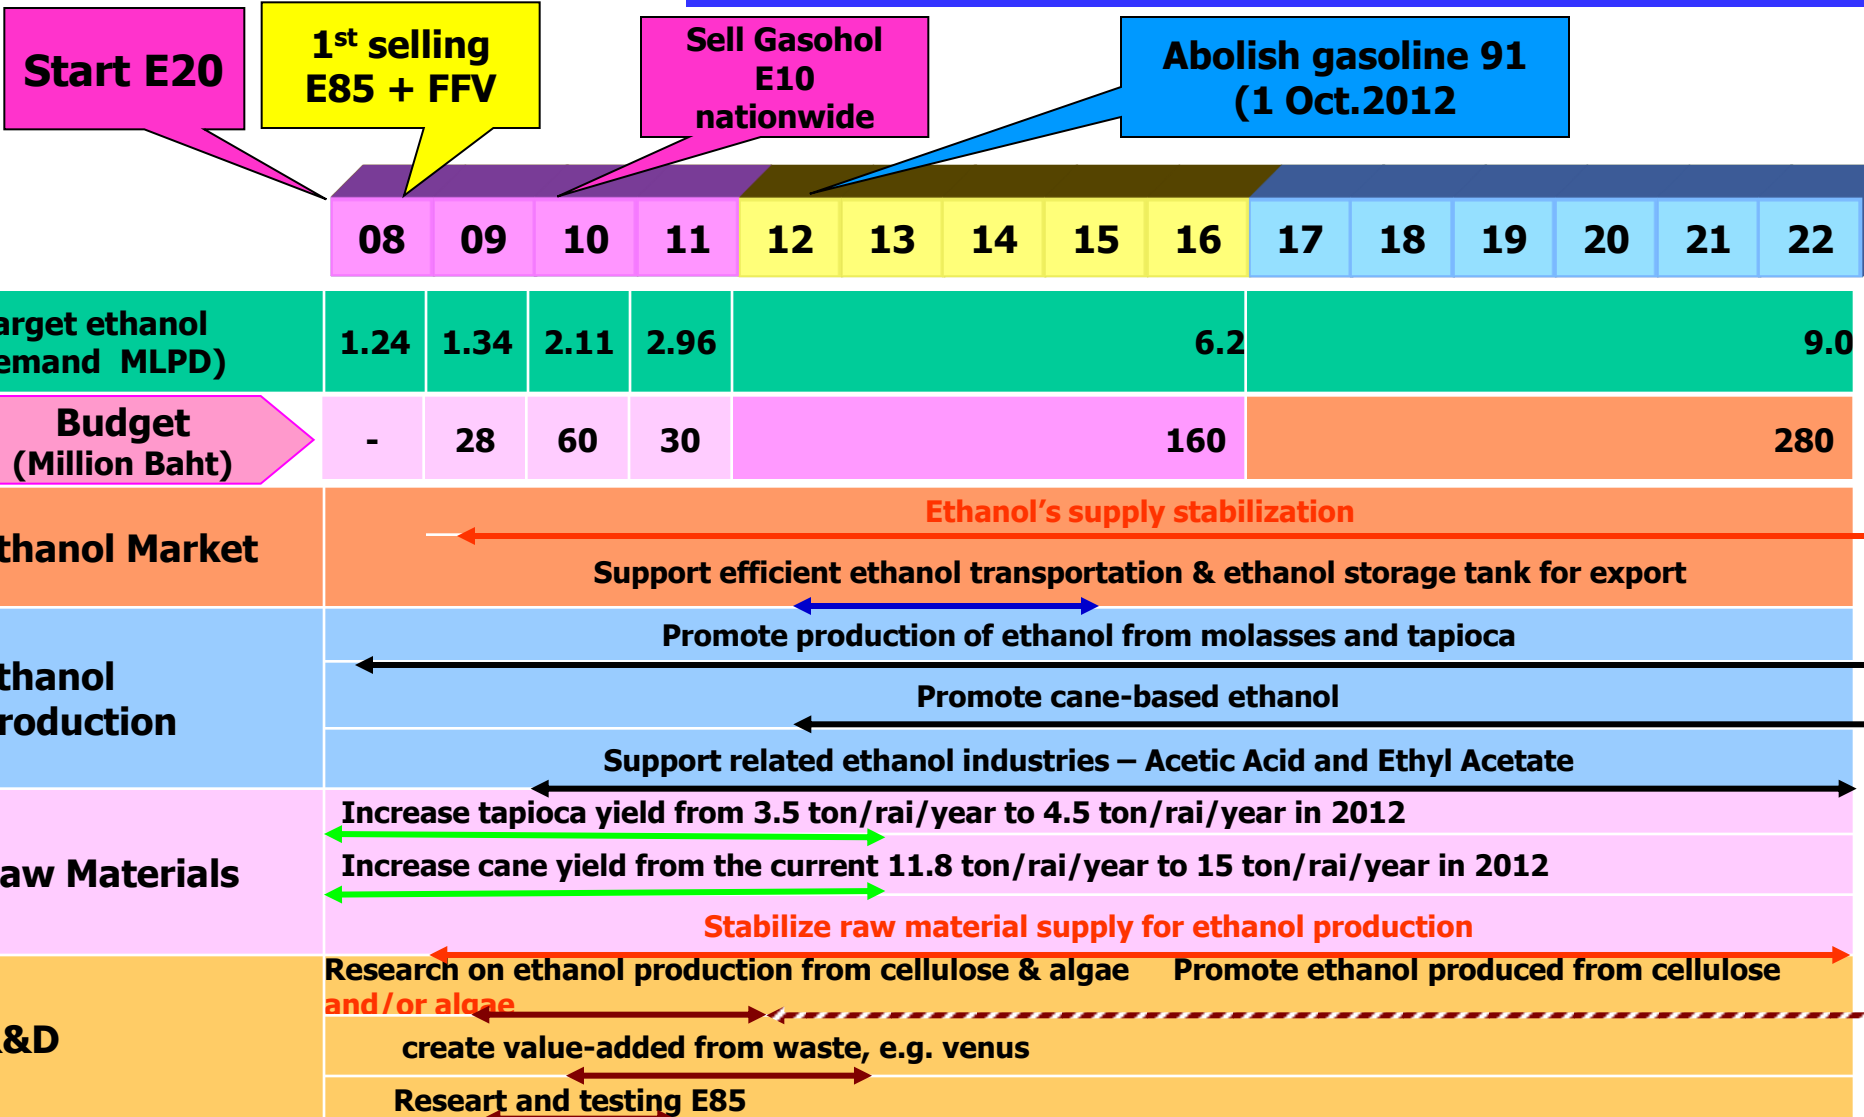 Start E20
1st selling
E85 + FFV
Sell Gasohol
E10
nationwide
Abolish gasoline 91
(1 Oct.2012
08 09 10 11 12 13 14 15 16 17 18 19 20 21 22
arget ethanol
emand MLPD)
1.24 1.34 2.11 2.96 6.2 9.0
Budget
(Million Baht)
- 28 60 30 160 280
thanol Market
Ethanol's supply stabilization
Support efficient ethanol transportation & ethanol storage tank for export
thanol
roduction
Promote production of ethanol from molasses and tapioca
Promote cane-based ethanol
Support related ethanol industries – Acetic Acid and Ethyl Acetate
aw Materials
Increase tapioca yield from 3.5 ton/rai/year to 4.5 ton/rai/year in 2012
Increase cane yield from the current 11.8 ton/rai/year to 15 ton/rai/year in 2012
Stabilize raw material supply for ethanol production
&D
Research on ethanol production from cellulose & algae Promote ethanol produced from cellulose
and/or algae
create value-added from waste, e.g. venus
Researt and testing E85